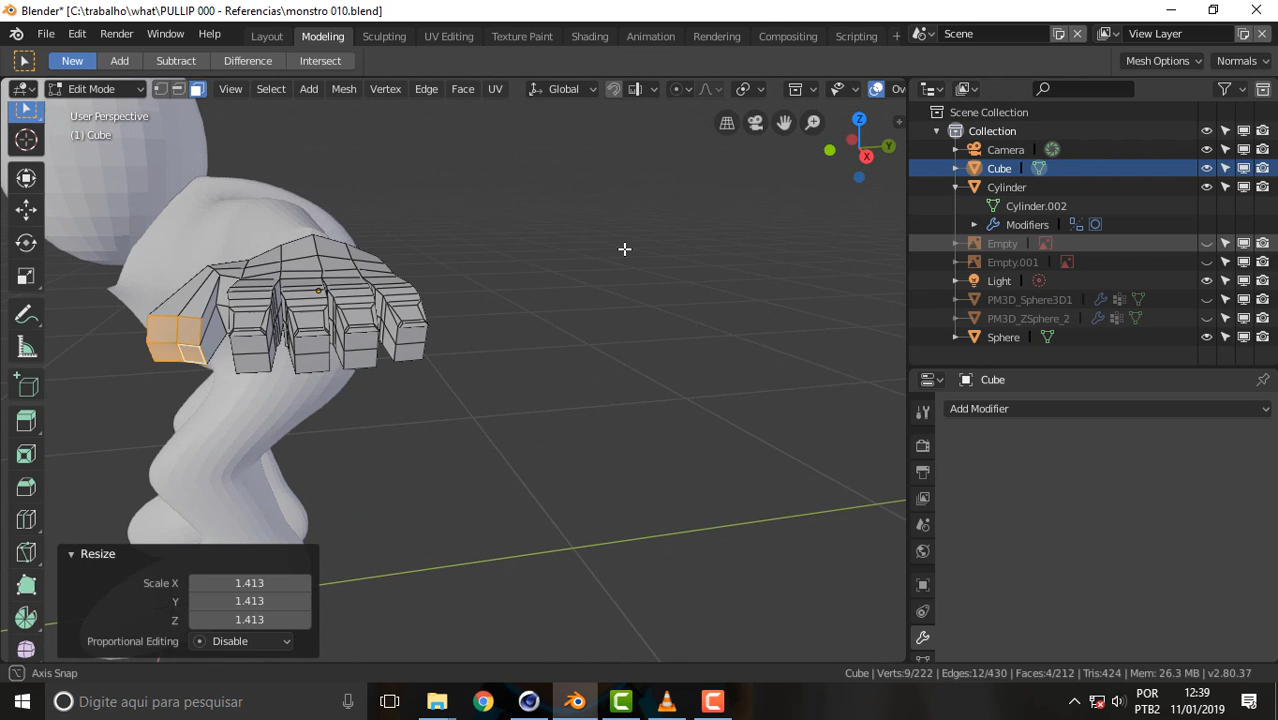 Blender* [C:\trabalho\what\PULLIP 000 - Referencias\monstro 010.blend]
File Edit Render Window Help Layout Modeling Sculpting UV Editing Texture Paint Shading Animation Rendering Compositing Scripting Scene View Layer
New Add Subtract Difference Intersect Mesh Options Normals
Edit Mode View Select Add Mesh Vertex Edge Face UV Global Ov
User Perspective
(1) Cube
Z
Y
X
Scene Collection
Collection
Camera
Cube
Cylinder
Cylinder.002
Modifiers
Empty
Empty.001
Light
PM3D_Sphere3D1
PM3D_ZSphere_2
Sphere
Cube
Add Modifier
Resize
Scale X 1.413
Y 1.413
Z 1.413
Proportional Editing Disable
Axis Snap Cube | Verts:9/222 | Edges:12/430 | Faces:4/212 | Tris:424 | Mem: 26.3 MB | v2.80.37
Digite aqui para pesquisar
POR
PTB2
12:39
11/01/2019